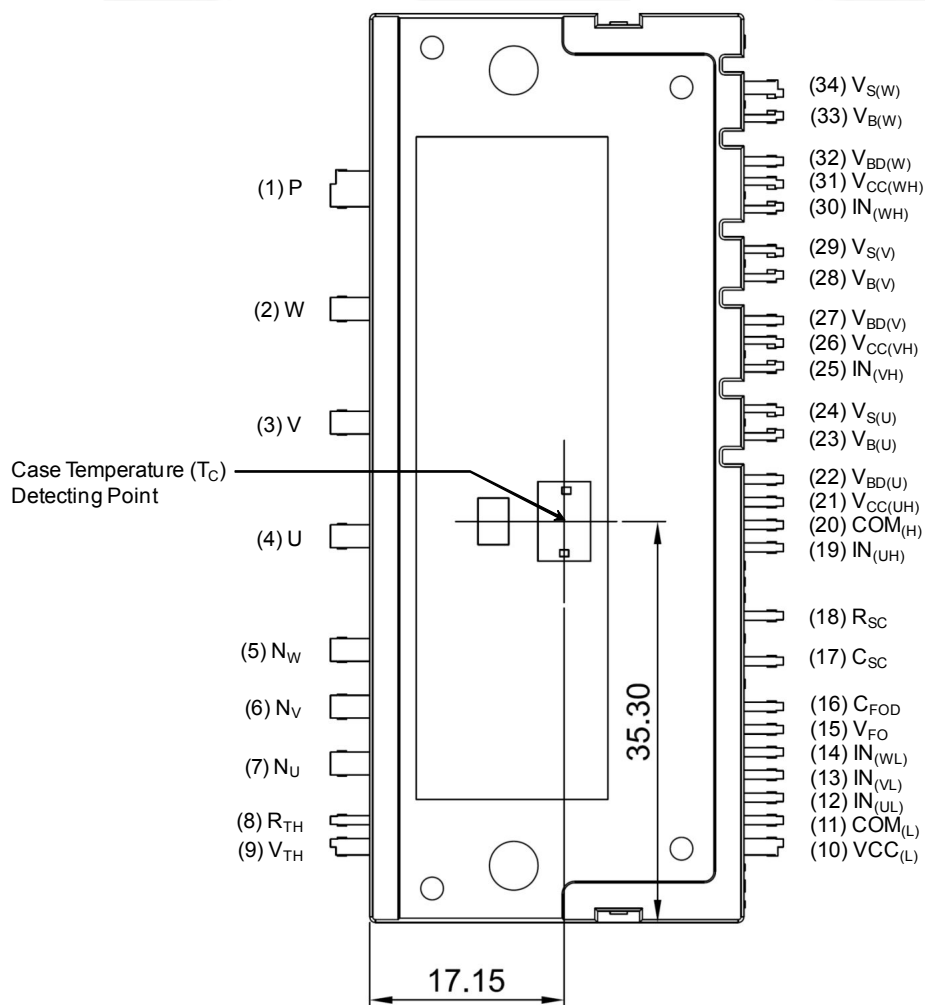 (1) P
(2) W
(3) V
Case Temperature (T_C)
Detecting Point
(4) U
(5) N_W
(6) N_V
(7) N_U
(8) R_TH
(9) V_TH
(34) V_S(W)
(33) V_B(W)
(32) V_BD(W)
(31) V_CC(WH)
(30) IN_(WH)
(29) V_S(V)
(28) V_B(V)
(27) V_BD(V)
(26) V_CC(VH)
(25) IN_(VH)
(24) V_S(U)
(23) V_B(U)
(22) V_BD(U)
(21) V_CC(UH)
(20) COM_(H)
(19) IN_(UH)
(18) R_SC
(17) C_SC
(16) C_FOD
(15) V_FO
(14) IN_(WL)
(13) IN_(VL)
(12) IN_(UL)
(11) COM_(L)
(10) VCC_(L)
35.30
17.15